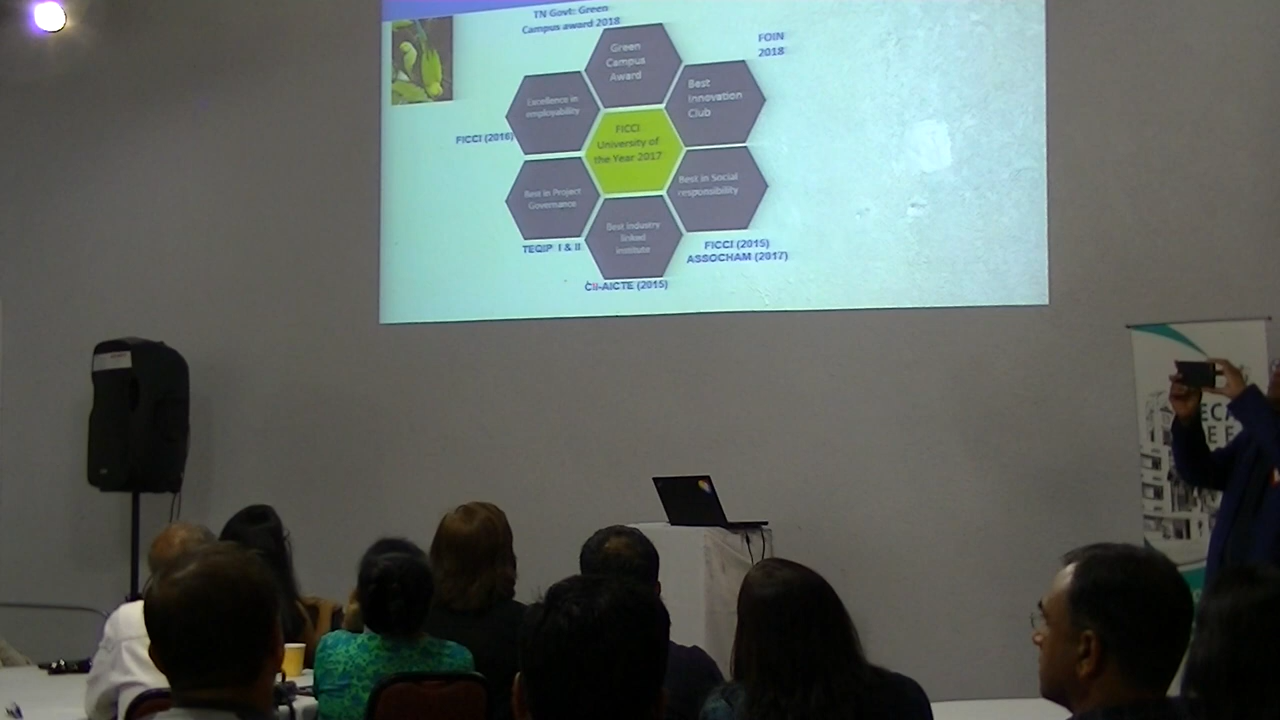 TN Govt: Green
Campus award 2018
FOIN
2018
Green
Campus
Award
Best
Innovation
Club
Excellence in
employability
FICCI (2016)
FICCI
University of
the Year 2017
Best in Social
responsibility
Best in Project
Governance
Best industry
linked
institute
TEQIP I & II
FICCI (2015)
ASSOCHAM (2017)
CII-AICTE (2015)